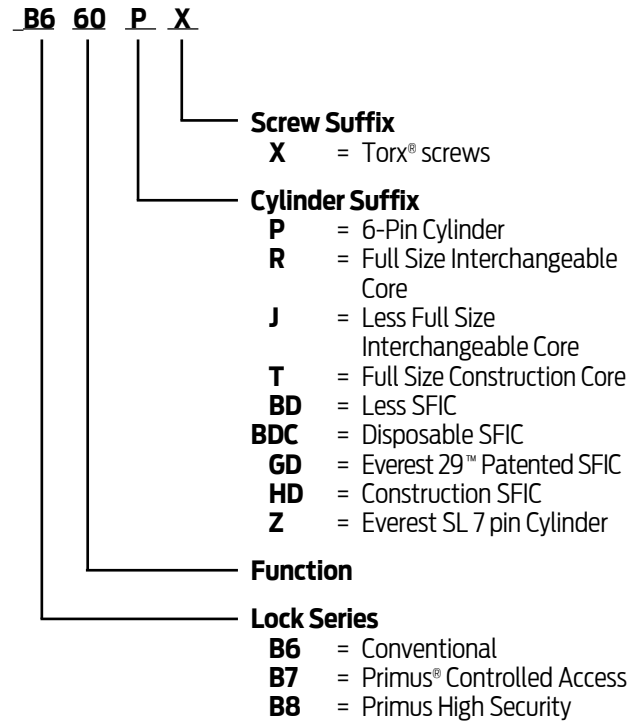 B6 60 P X
Screw Suffix
X = Torx® screws
Cylinder Suffix
P = 6-Pin Cylinder
R = Full Size Interchangeable
Core
J = Less Full Size
Interchangeable Core
T = Full Size Construction Core
BD = Less SFIC
BDC = Disposable SFIC
GD = Everest 29™ Patented SFIC
HD = Construction SFIC
Z = Everest SL 7 pin Cylinder
Function
Lock Series
B6 = Conventional
B7 = Primus® Controlled Access
B8 = Primus High Security